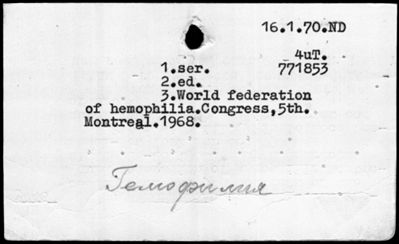 16.1.70.ND
4uT.
1.ser. 771853
2.ed.
3.World federation
of hemophilia.Congress,5th.
Montreal.1968.
Гемофилия